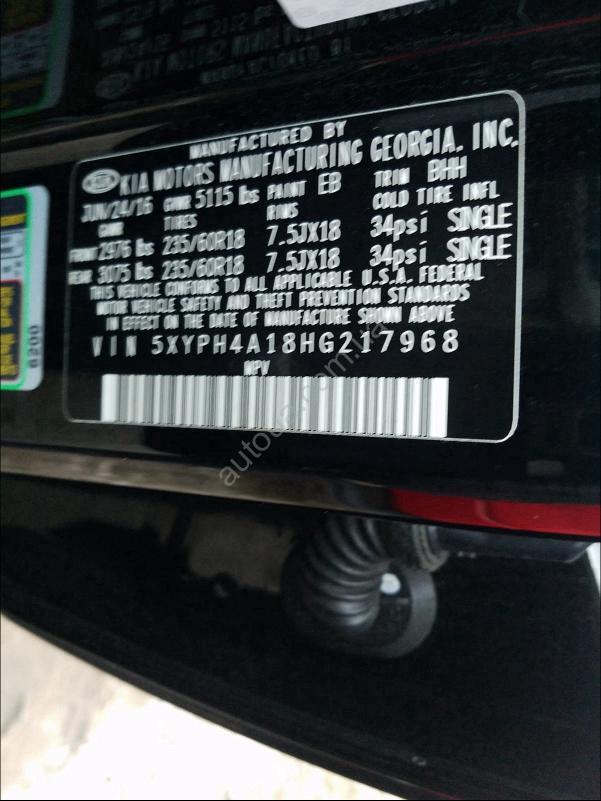 MANUFACTURED BY
KIA KIA MOTORS MANUFACTURING GEORGIA, INC.
JUN/24/16 GVWR 5115 lbs PAINT EB TRIM BHH
GAWR TIRES RIMS COLD TIRE INFL
FRONT 2976 lbs 235/60R18 7.5JX18 34psi SINGLE
REAR 3075 lbs 235/60R18 7.5JX18 34psi SINGLE
THIS VEHICLE CONFORMS TO ALL APPLICABLE U.S.A. FEDERAL
MOTOR VEHICLE SAFETY AND THEFT PREVENTION STANDARDS
IN EFFECT ON THE DATE OF MANUFACTURE SHOWN ABOVE.
VIN 5XYPH4A18HG217968
MPV
6200